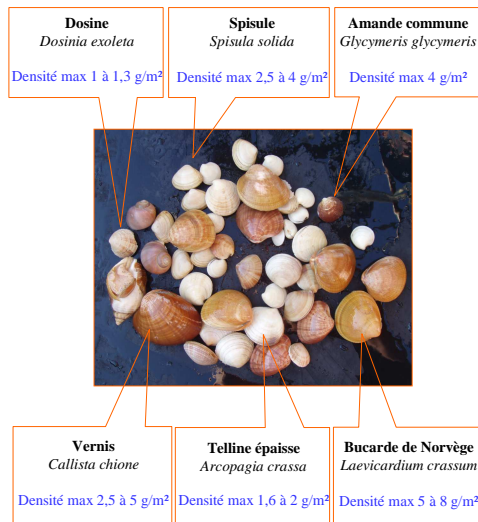 Dosine
Dosinia exoleta
Densité max 1 à 1,3 g/m²
Spisule
Spisula solida
Densité max 2,5 à 4 g/m²
Amande commune
Glycymeris glycymeris
Densité max 4 g/m²
Vernis
Callista chione
Densité max 2,5 à 5 g/m²
Telline épaisse
Arcopagia crassa
Densité max 1,6 à 2 g/m²
Bucarde de Norvège
Laevicardium crassum
Densité max 5 à 8 g/m²